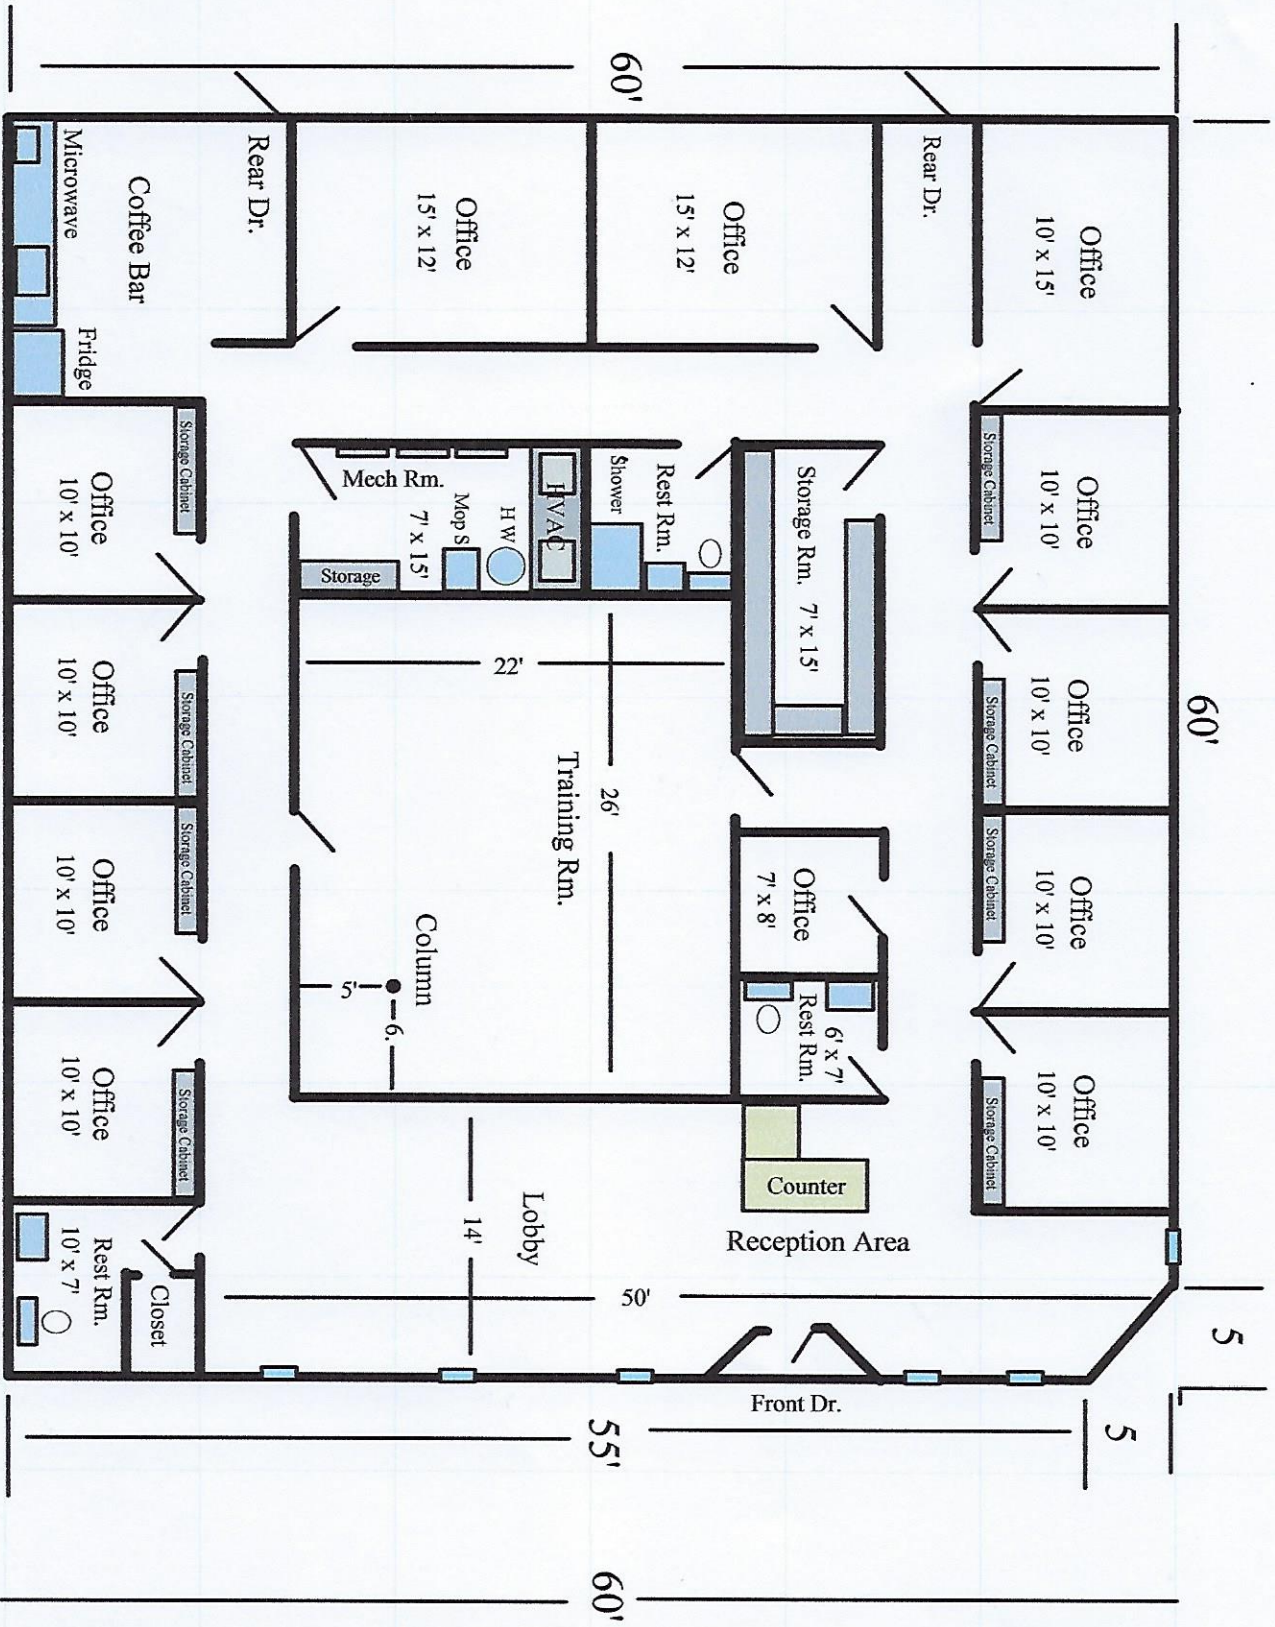 60'
Microwave
Coffee Bar
Rear Dr.
Office
15' x 12'
Office
15' x 12'
Rear Dr.
Office
10' x 15'
Fridge
Storage Cabinet
Office
10' x 10'
Mech Rm.
Mop S
7' x 15'
H W
Storage
HVAC
Shower
Rest Rm.
Storage Rm. 7' x 15'
Storage Cabinet
Office
10' x 10'
60'
22'
26'
Training Rm.
Office
10' x 10'
Storage Cabinet
Storage Cabinet
Office
10' x 10'
Office
10' x 10'
Storage Cabinet
Storage Cabinet
Office
10' x 10'
Office
7' x 8'
Column
5'
6.
6' x 7'
Rest Rm.
Office
10' x 10'
Storage Cabinet
Office
10' x 10'
Storage Cabinet
Counter
Reception Area
Lobby
14'
50'
Rest Rm.
10' x 7'
Closet
Front Dr.
5
5
55'
60'